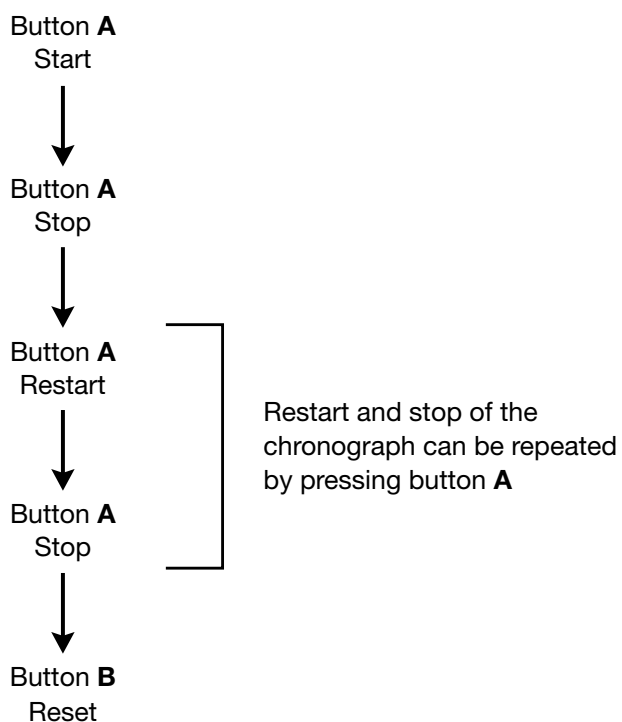 Button A
Start
Button A
Stop
Button A
Restart
Restart and stop of the
chronograph can be repeated
by pressing button A
Button A
Stop
Button B
Reset